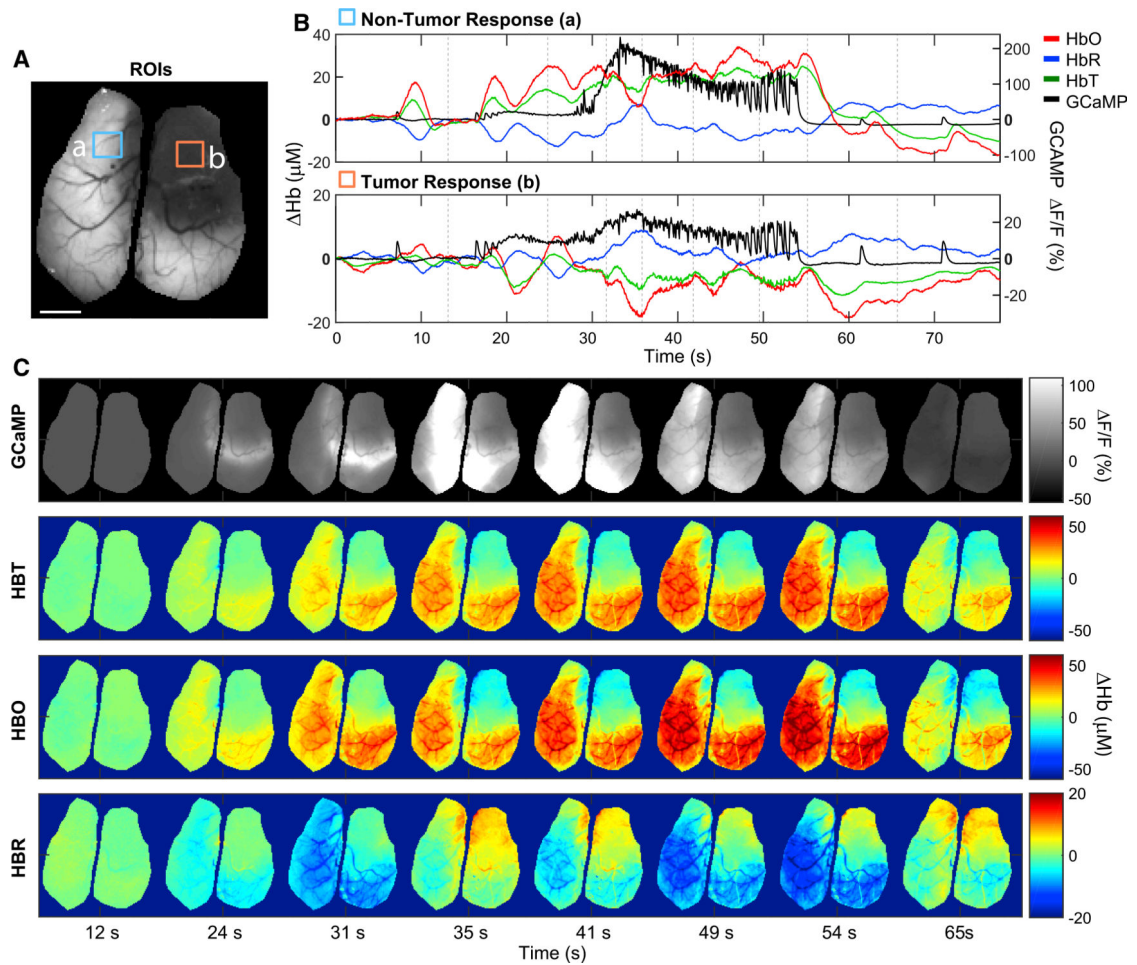 A
ROIs
a
b
B
Non-Tumor Response (a)
40
20
0
-20
200
100
0
-100
HbO
HbR
HbT
GCaMP
Tumor Response (b)
20
0
-20
20
0
-20
ΔHb (μM)
GCAMP ΔF/F (%)
0 10 20 30 40 50 60 70
Time (s)
C
GCaMP
100
50
0
-50
ΔF/F (%)
HBT
50
0
-50
HBO
50
0
-50
ΔHb (μM)
HBR
20
0
-20
12 s 24 s 31 s 35 s 41 s 49 s 54 s 65s
Time (s)